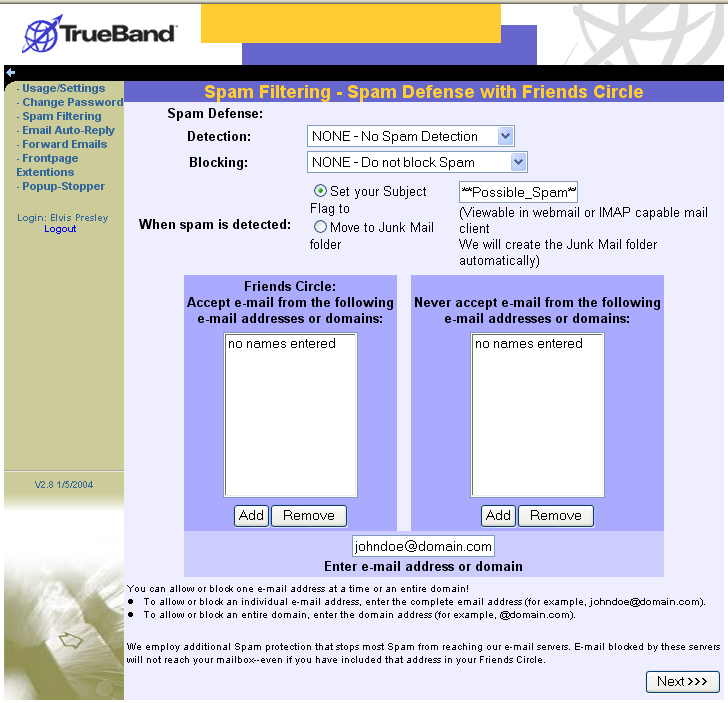 TrueBand
Spam Filtering - Spam Defense with Friends Circle
- Usage/Settings
- Change Password
- Spam Filtering
- Email Auto-Reply
- Forward Emails
- Frontpage
Extentions
- Popup-Stopper
Login: Elvis Presley
Logout
V2.8 1/5/2004
Spam Defense:
Detection: NONE - No Spam Detection
Blocking: NONE - Do not block Spam
When spam is detected:
Set your Subject
Flag to
Move to Junk Mail
folder
**Possible_Spam**
(Viewable in webmail or IMAP capable mail
client
We will create the Junk Mail folder
automatically)
Friends Circle:
Accept e-mail from the following
e-mail addresses or domains:
no names entered
Add Remove
Never accept e-mail from the following
e-mail addresses or domains:
no names entered
Add Remove
johndoe@domain.com
Enter e-mail address or domain
You can allow or block one e-mail address at a time or an entire domain!
● To allow or block an individual e-mail address, enter the complete email address (for example, johndoe@domain.com).
● To allow or block an entire domain, enter the domain address (for example, @domain.com).
We employ additional Spam protection that stops most Spam from reaching our e-mail servers. E-mail blocked by these servers
will not reach your mailbox--even if you have included that address in your Friends Circle.
Next >>>